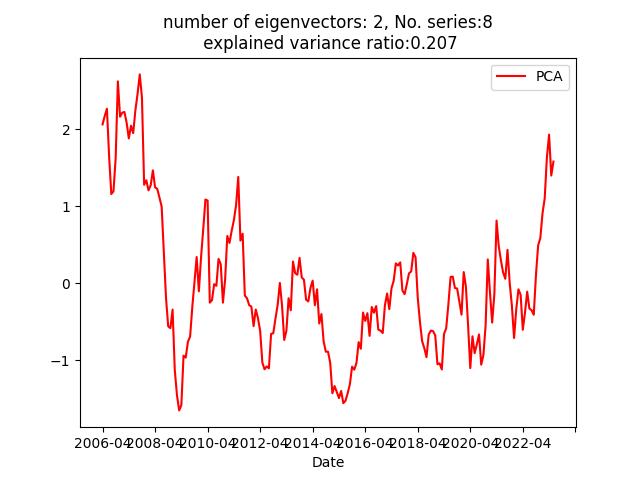 number of eigenvectors: 2, No. series:8
explained variance ratio:0.207
PCA
2
1
0
−1
2006-04 2008-04 2010-04 2012-04 2014-04 2016-04 2018-04 2020-04 2022-04
Date